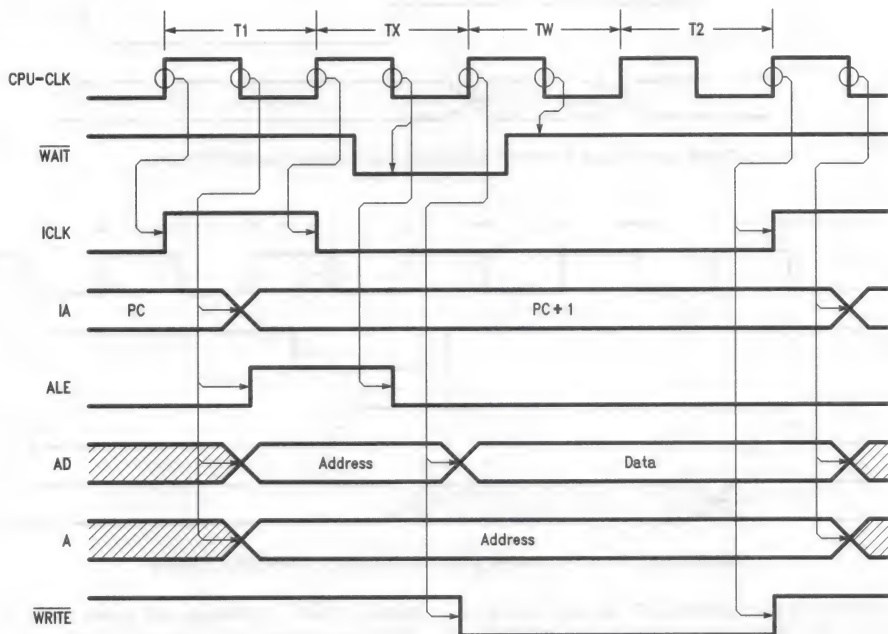 T1 TX TW T2
CPU-CLK
WAIT
ICLK
IA PC PC + 1
ALE
AD Address Data
A Address
WRITE